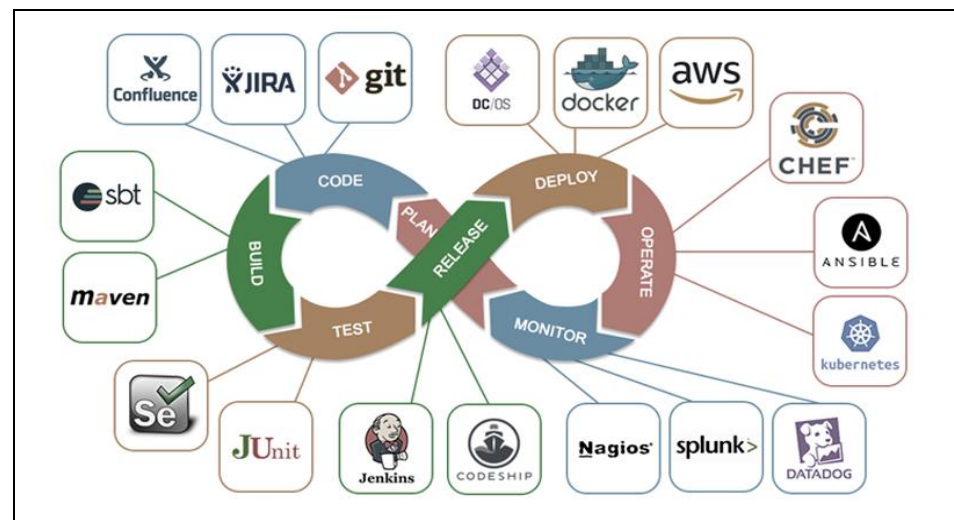 Confluence
JIRA
git
DC/OS
docker
aws
CHEF™
sbt
CODE
DEPLOY
PLAN
RELEASE
BUILD
OPERATE
ANSIBLE
maven
TEST
MONITOR
kubernetes
Se
JUnit
Jenkins
CODESHIP
Nagios®
splunk>
DATADOG